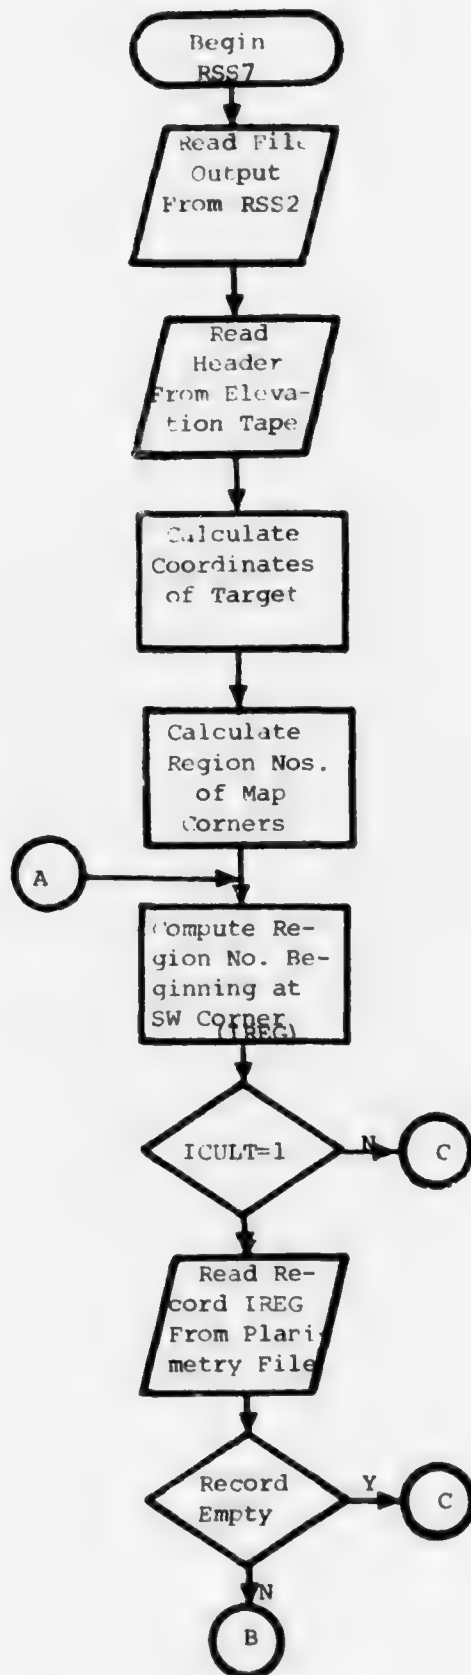 Begin
RSS7
Read File
Output
From RSS2
Read
Header
From Eleva-
tion Tape
Calculate
Coordinates
of Target
Calculate
Region Nos.
of Map
Corners
A
Compute Re-
gion No. Be-
ginning at
SW Corner
(IREG)
ICULT=1
N
C
Read Re-
cord IREG
From Plani-
metry File
Record
Empty
Y
C
N
B